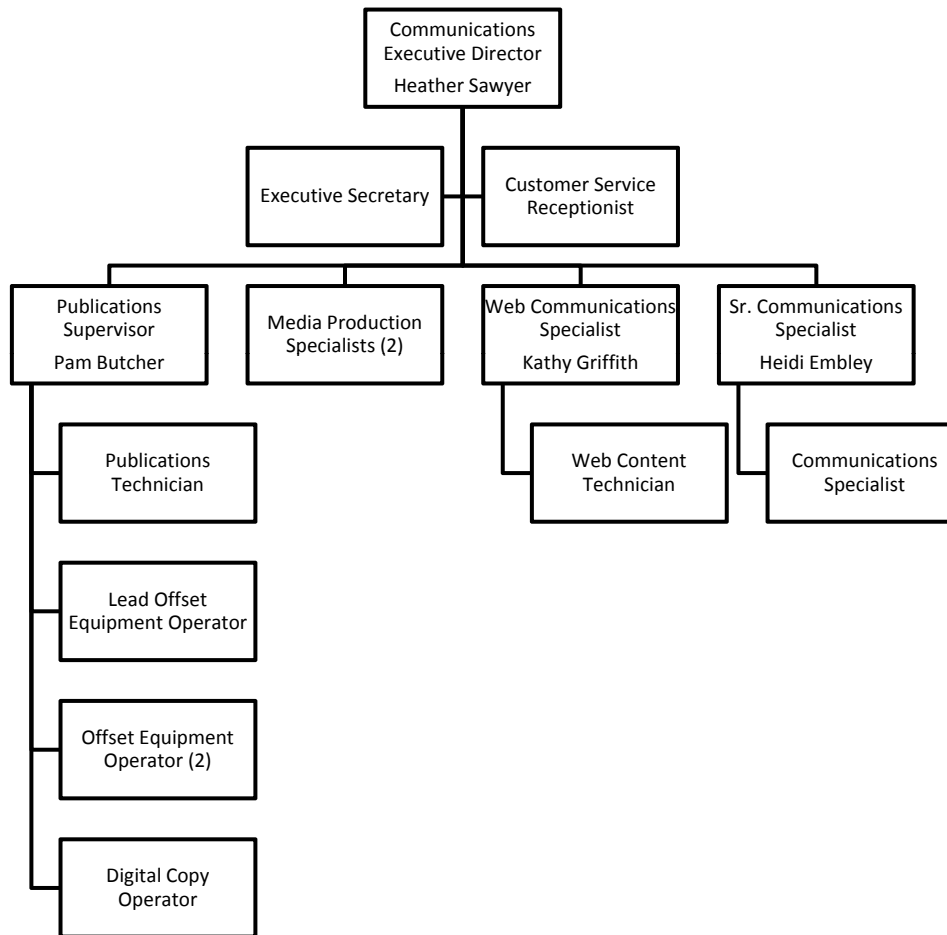 Communications
Executive Director
Heather Sawyer
Executive Secretary
Customer Service
Receptionist
Publications
Supervisor
Pam Butcher
Media Production
Specialists (2)
Web Communications
Specialist
Kathy Griffith
Sr. Communications
Specialist
Heidi Embley
Publications
Technician
Web Content
Technician
Communications
Specialist
Lead Offset
Equipment Operator
Offset Equipment
Operator (2)
Digital Copy
Operator